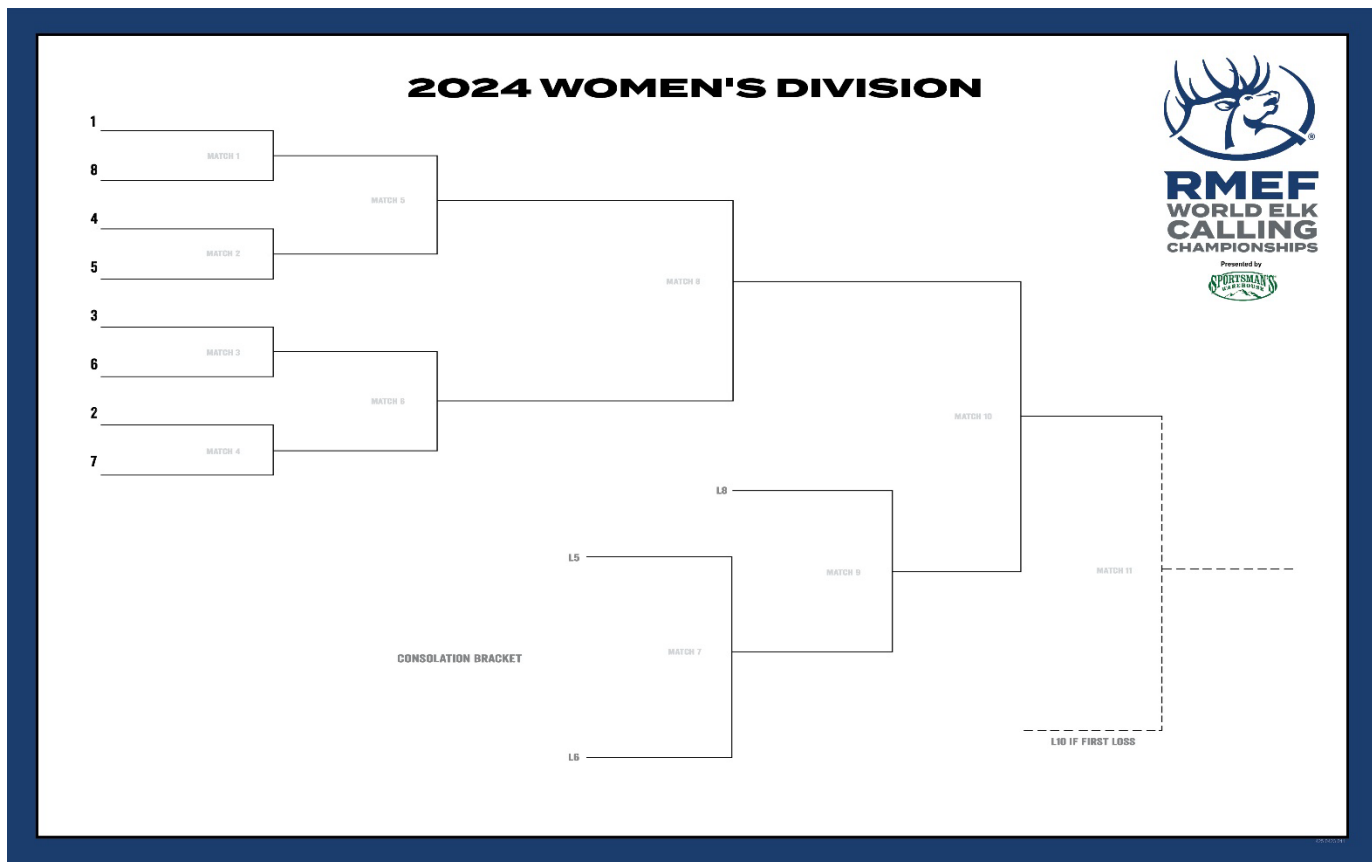 2024 WOMEN'S DIVISION
1
MATCH 1
8
MATCH 5
4
MATCH 2
5
MATCH 8
3
MATCH 3
6
MATCH 6
2
MATCH 4
7
MATCH 10
L8
L5
MATCH 9
MATCH 11
CONSOLATION BRACKET
MATCH 7
L10 IF FIRST LOSS
L6
®
RMEF
WORLD ELK
CALLING
CHAMPIONSHIPS
Presented by
SPORTSMAN'S
WAREHOUSE